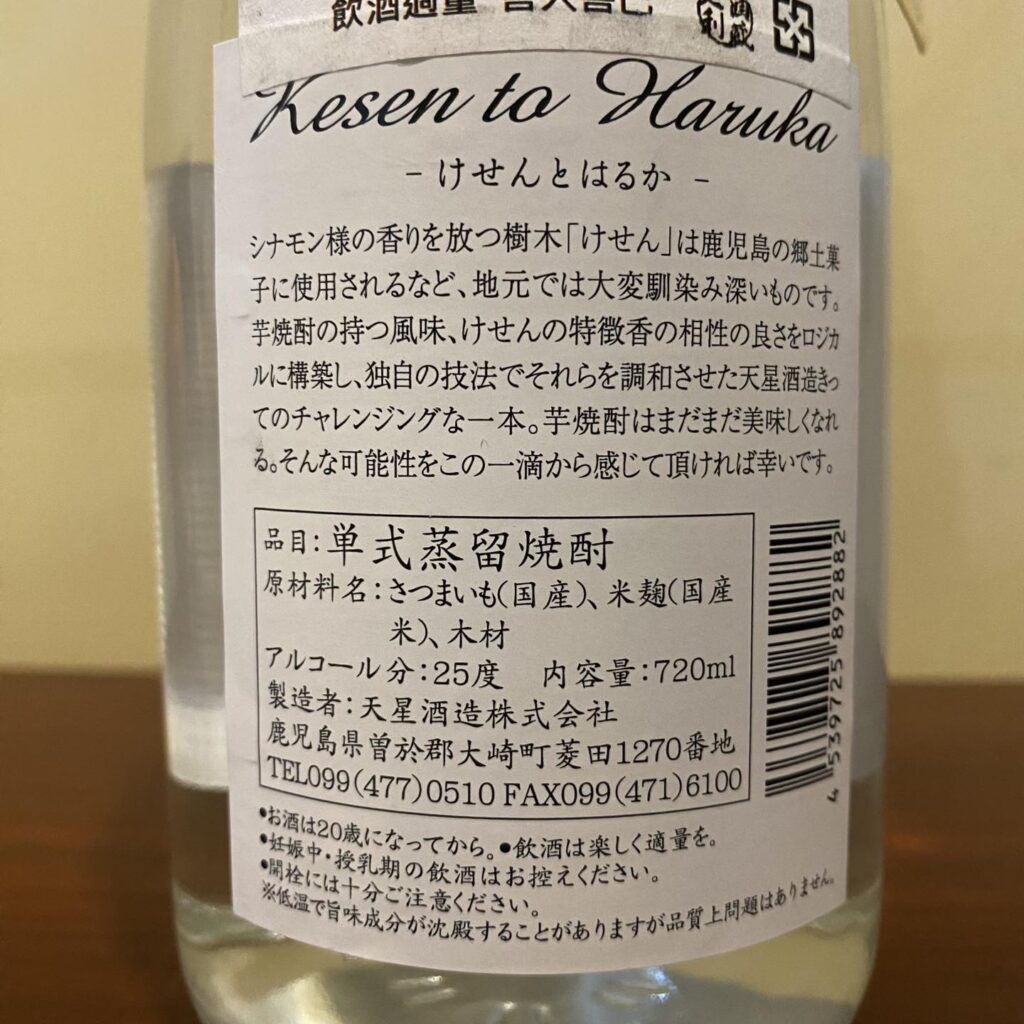 飲酒過量 害人害己
Kesen to Haruka
- けせんとはるか -
シナモン様の香りを放つ樹木「けせん」は鹿児島の郷土菓
子に使用されるなど、地元では大変馴染み深いものです。
芋焼酎の持つ風味、けせんの特徴香の相性の良さをロジカ
ルに構築し、独自の技法でそれらを調和させた天星酒造きっ
てのチャレンジングな一本。芋焼酎はまだまだ美味しくなれ
る。そんな可能性をこの一滴から感じて頂ければ幸いです。
品目:単式蒸留焼酎
原材料名:さつまいも(国産)、米麹(国産
米)、木材
アルコール分:25度 内容量:720ml
製造者:天星酒造株式会社
鹿児島県曽於郡大崎町菱田1270番地
TEL099(477)0510 FAX099(471)6100
4 539725 892882
•お酒は20歳になってから。•飲酒は楽しく適量を。
•妊娠中・授乳期の飲酒はお控えください。
•開栓には十分ご注意ください。
※低温で旨味成分が沈殿することがありますが品質上問題はありません。